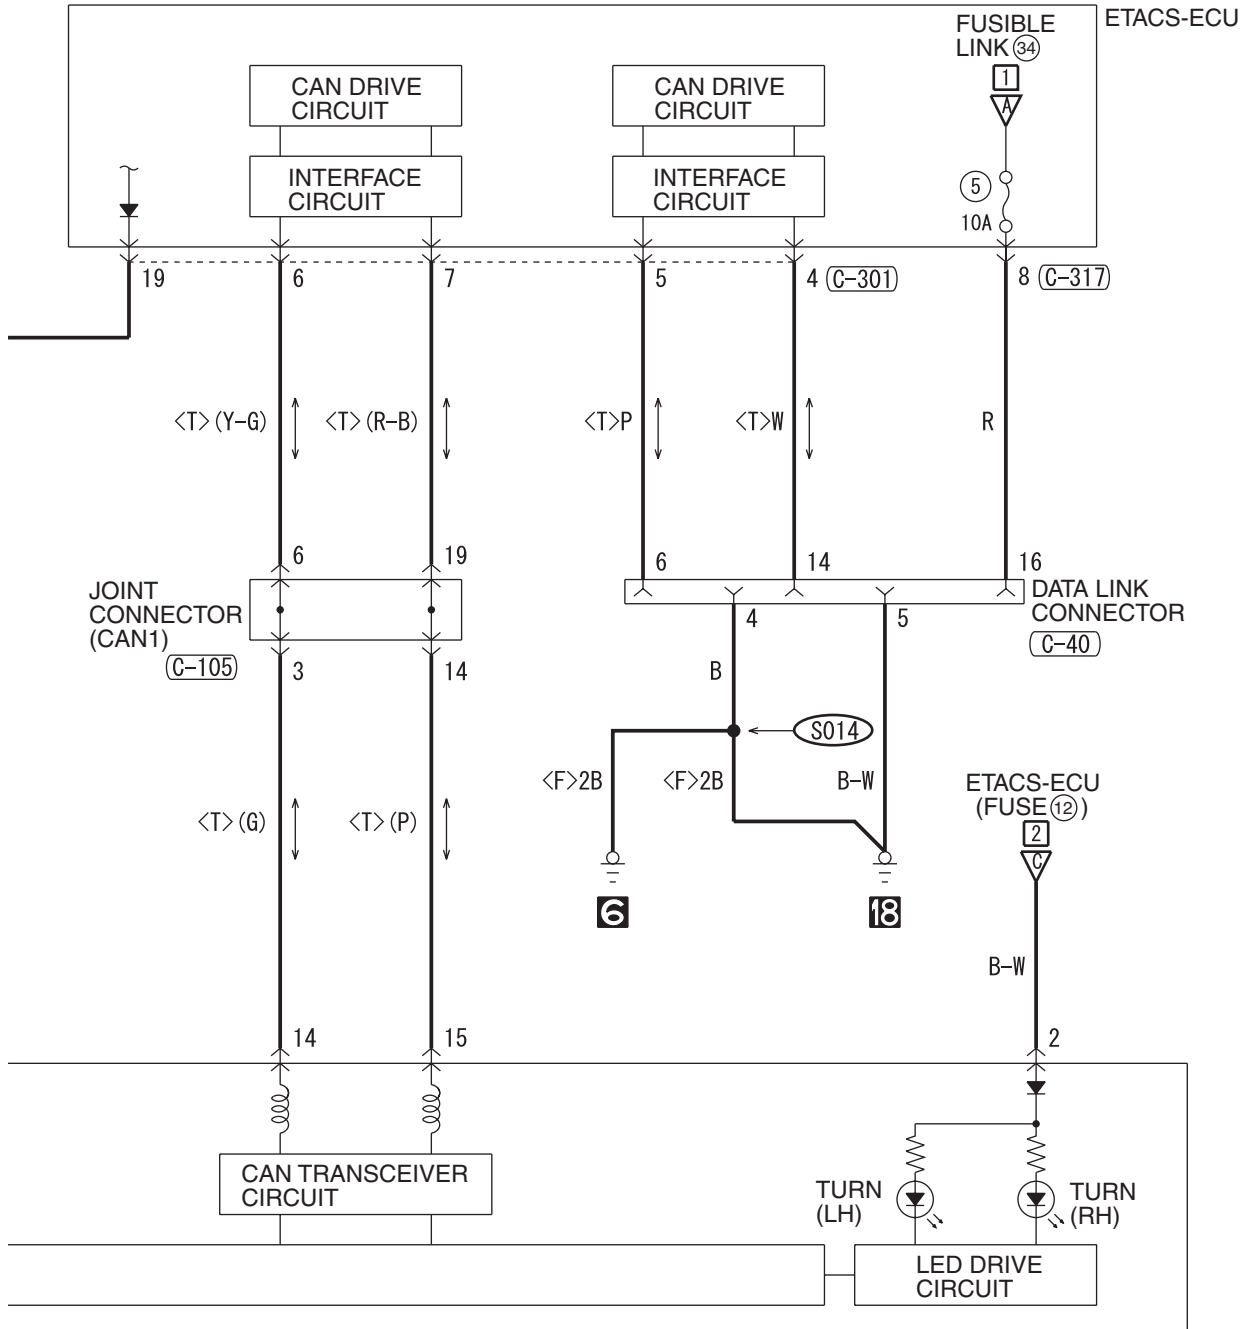 ETACS-ECU
FUSIBLE
LINK 34
1
A
CAN DRIVE
CIRCUIT
CAN DRIVE
CIRCUIT
INTERFACE
CIRCUIT
INTERFACE
CIRCUIT
5
10A
19
6
7
5
4 C-301
8 C-317
<T>(Y-G)
<T>(R-B)
<T>P
<T>W
R
6
19
6
14
16
JOINT
CONNECTOR
(CAN1)
C-105
DATA LINK
CONNECTOR
C-40
4
5
3
14
B
S014
<F>2B
<F>2B
B-W
ETACS-ECU
(FUSE 12)
2
C
<T>(G)
<T>(P)
6
18
B-W
14
15
2
CAN TRANSCEIVER
CIRCUIT
TURN
(LH)
TURN
(RH)
LED DRIVE
CIRCUIT